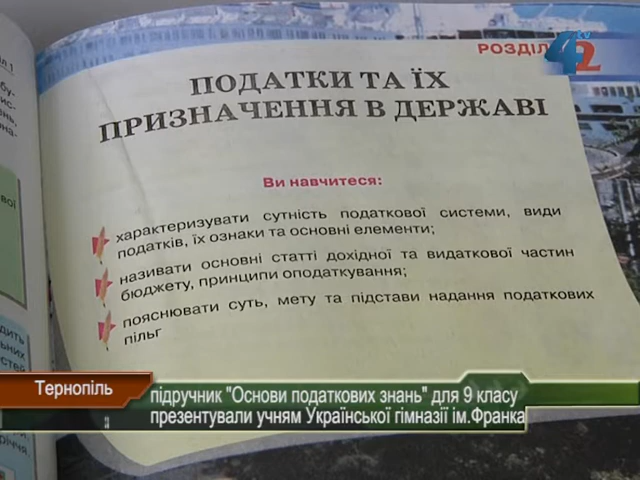 РОЗДІЛ
tv
42
ПОДАТКИ ТА ЇХ
ПРИЗНАЧЕННЯ В ДЕРЖАВІ
Ви навчитеся:
характеризувати сутність податкової системи, види
податків, їх ознаки та основні елементи;
називати основні статті дохідної та видаткової частин
бюджету, принципи оподаткування;
пояснювати суть, мету та підстави надання податкових
пільг
Тернопіль
підручник "Основи податкових знань" для 9 класу
презентували учням Української гімназії ім.Франка